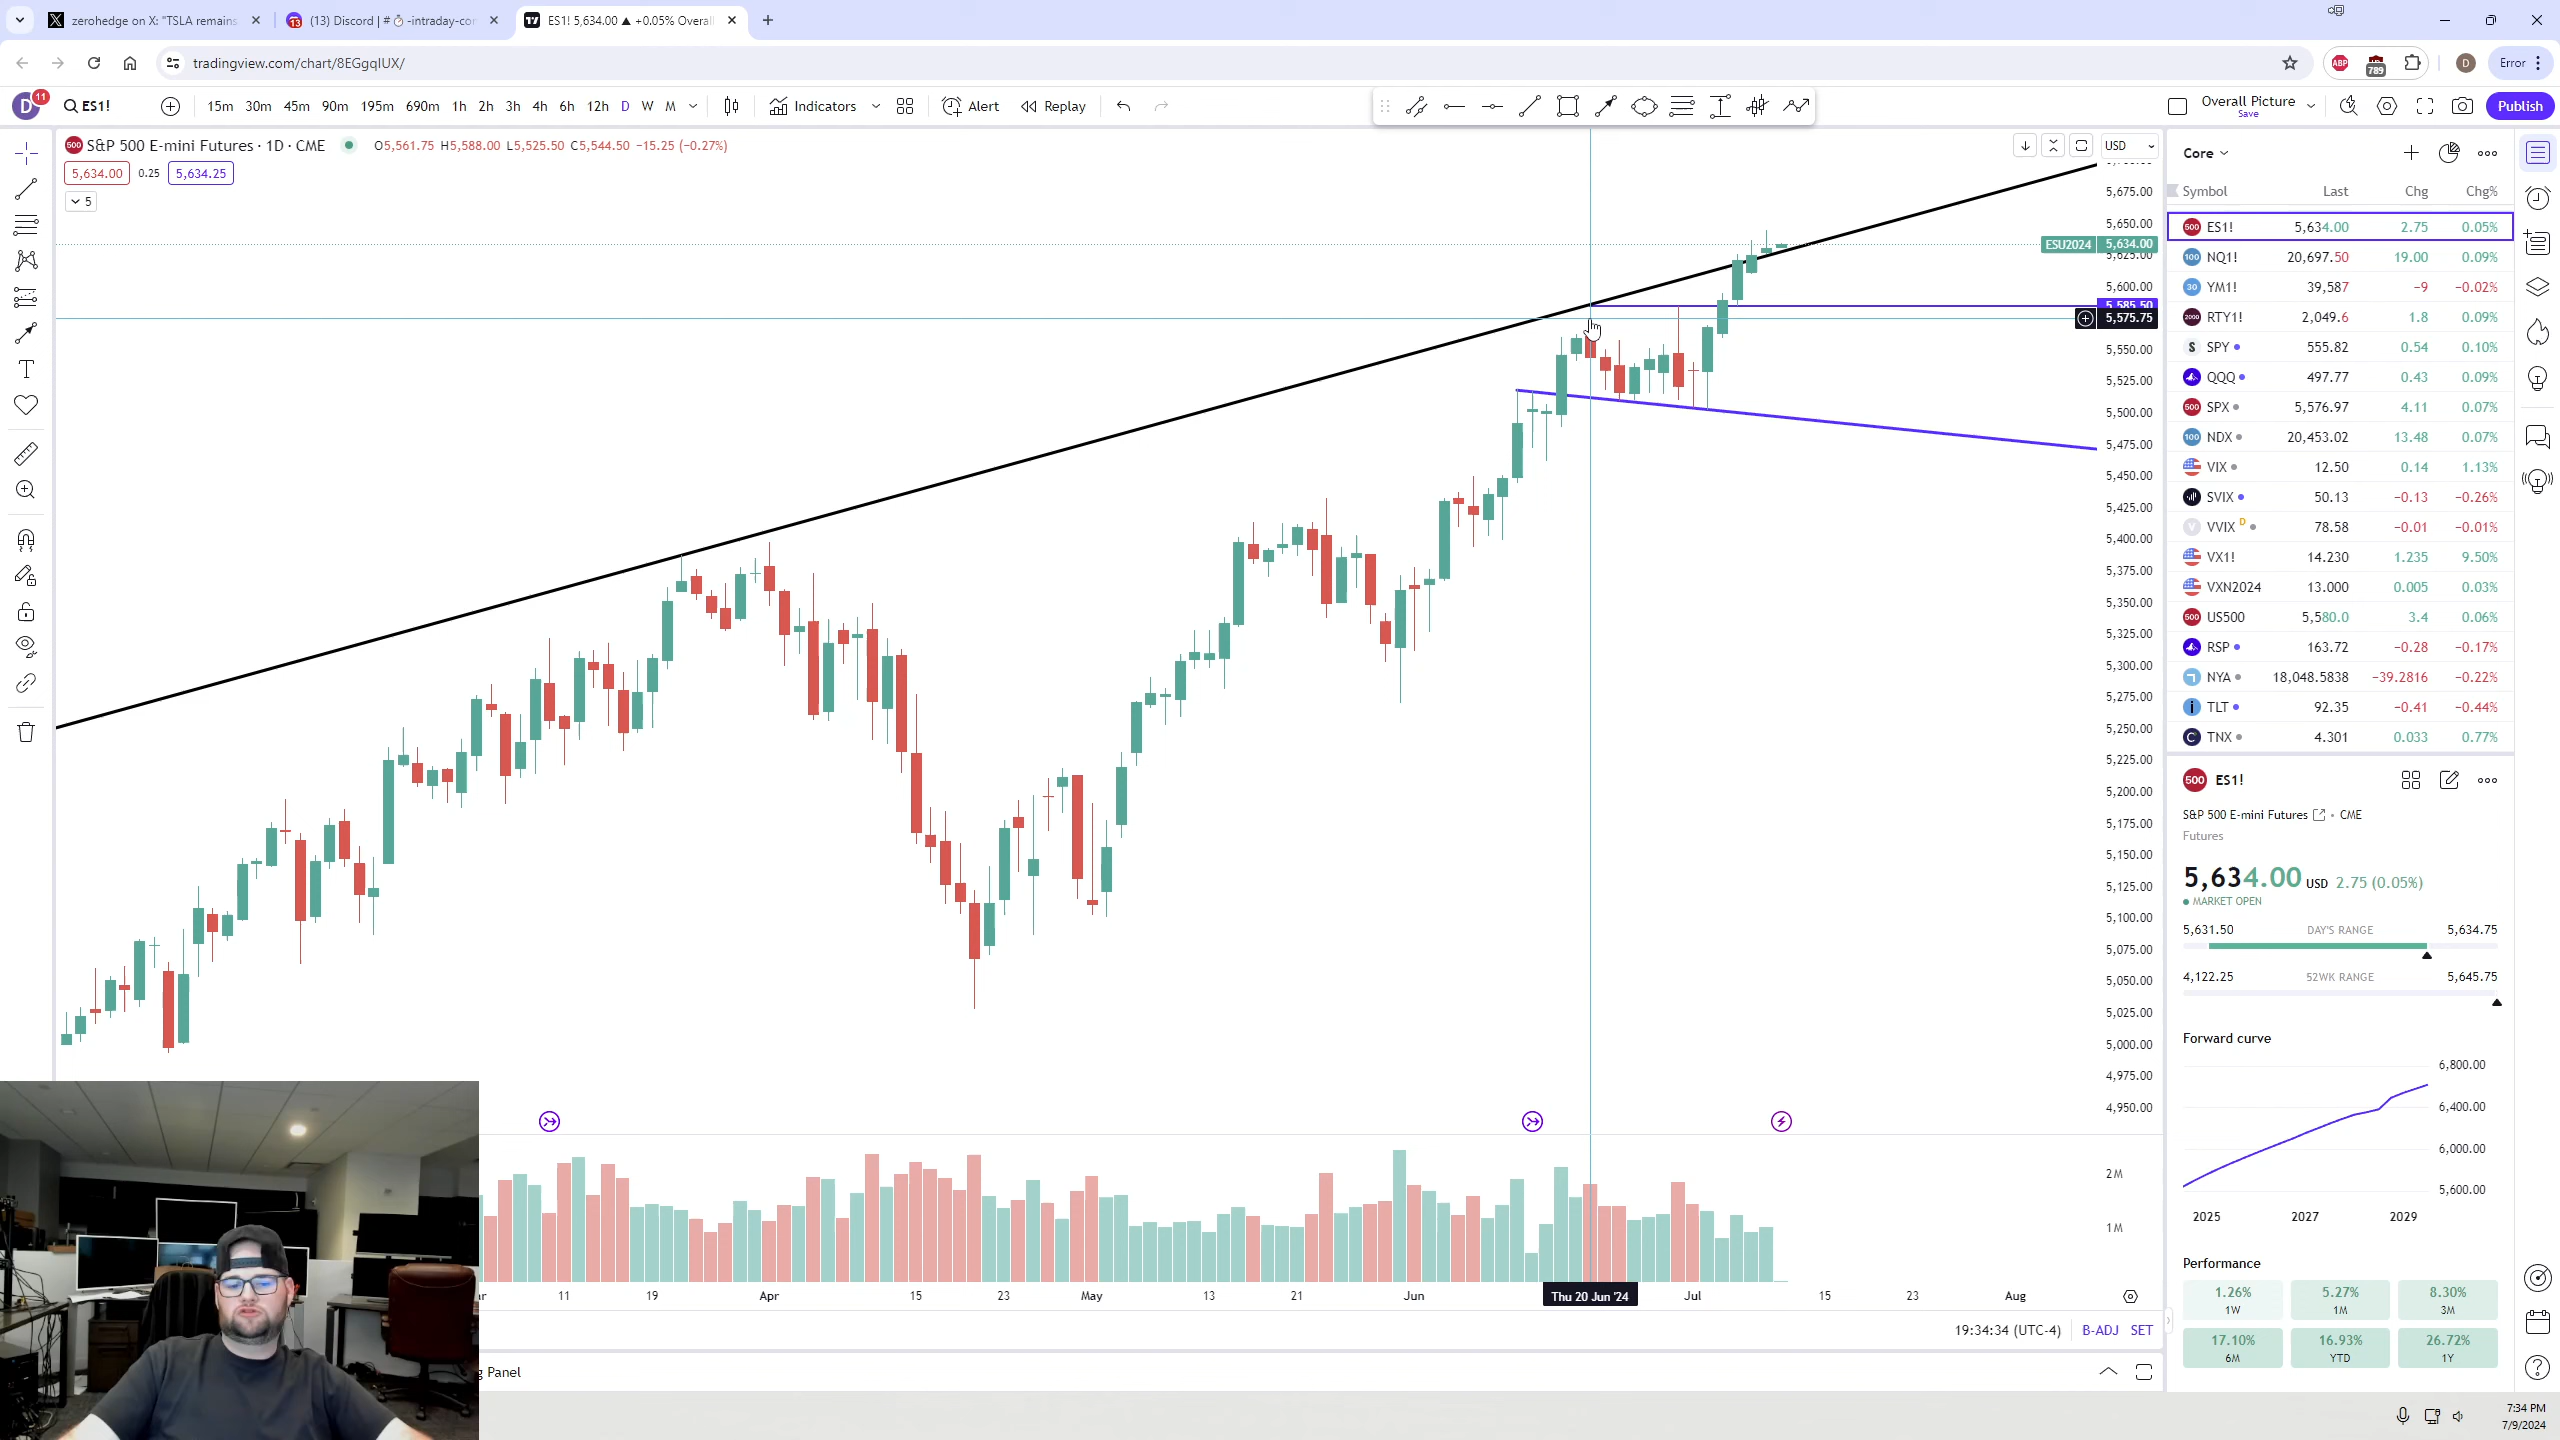 zerohedge on X: "TSLA remains
(13) Discord | # -intraday-co
ES1! 5,634.00 ▲ +0.05% Overall
tradingview.com/chart/8EGgqlUX/
ABP
789
D
Error
D
11
ES1!
15m 30m 45m 90m 195m 690m 1h 2h 3h 4h 6h 12h D W M
Indicators
Alert
Replay
Overall Picture
Save
Publish
S&P 500 E-mini Futures · 1D · CME
O5,561.75 H5,588.00 L5,525.50 C5,544.50 −15.25 (−0.27%)
5,634.00 0.25 5,634.25
5
USD
5,675.00
5,650.00
ESU2024 5,634.00
5,625.00
5,600.00
5,585.50
5,575.75
5,550.00
5,525.00
5,500.00
5,475.00
5,450.00
5,425.00
5,400.00
5,375.00
5,350.00
5,325.00
5,300.00
5,275.00
5,250.00
5,225.00
5,200.00
5,175.00
5,150.00
5,125.00
5,100.00
5,075.00
5,050.00
5,025.00
5,000.00
4,975.00
4,950.00
2M
1M
11 19 Apr 15 23 May 13 21 Jun Thu 20 Jun '24 Jul 15 23 Aug
19:34:34 (UTC-4) B-ADJ SET
g Panel
Core
Symbol Last Chg Chg%
ES1! 5,634.00 2.75 0.05%
NQ1! 20,697.50 19.00 0.09%
YM1! 39,587 −9 −0.02%
RTY1! 2,049.6 1.8 0.09%
SPY 555.82 0.54 0.10%
QQQ 497.77 0.43 0.09%
SPX 5,576.97 4.11 0.07%
NDX 20,453.02 13.48 0.07%
VIX 12.50 0.14 1.13%
SVIX 50.13 −0.13 −0.26%
VVIX D 78.58 −0.01 −0.01%
VX1! 14.230 1.235 9.50%
VXN2024 13.000 0.005 0.03%
US500 5,580.0 3.4 0.06%
RSP 163.72 −0.28 −0.17%
NYA 18,048.5838 −39.2816 −0.22%
TLT 92.35 −0.41 −0.44%
TNX 4.301 0.033 0.77%
500 ES1!
S&P 500 E-mini Futures • CME
Futures
5,634.00 USD 2.75 (0.05%)
MARKET OPEN
5,631.50 DAY'S RANGE 5,634.75
4,122.25 52WK RANGE 5,645.75
Forward curve
6,800.00
6,400.00
6,000.00
5,600.00
2025 2027 2029
Performance
1.26% 5.27% 8.30%
1W 1M 3M
17.10% 16.93% 26.72%
6M YTD 1Y
7:34 PM
7/9/2024